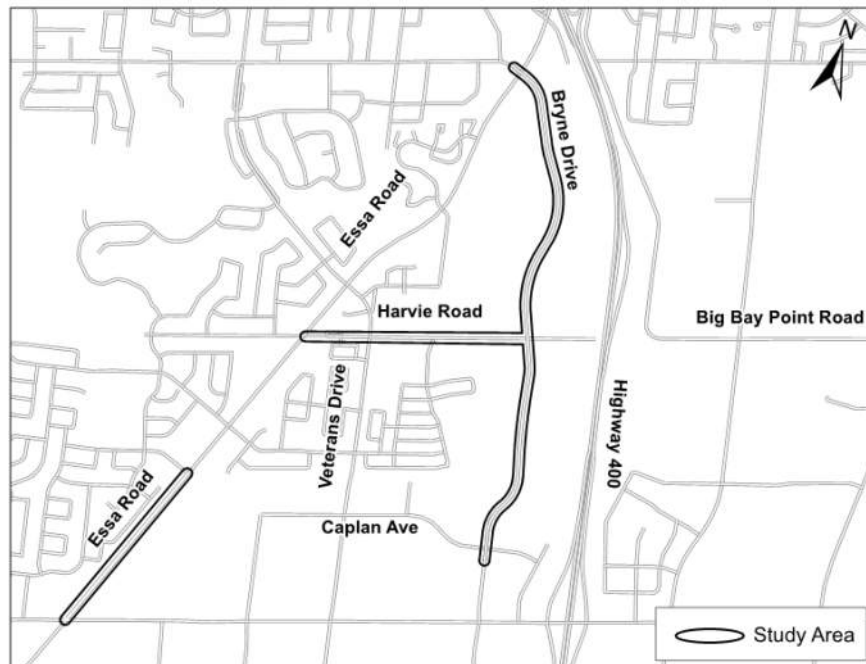 N
Bryne Drive
Essa Road
Harvie Road
Big Bay Point Road
Veterans Drive
Highway 400
Essa Road
Caplan Ave
Study Area